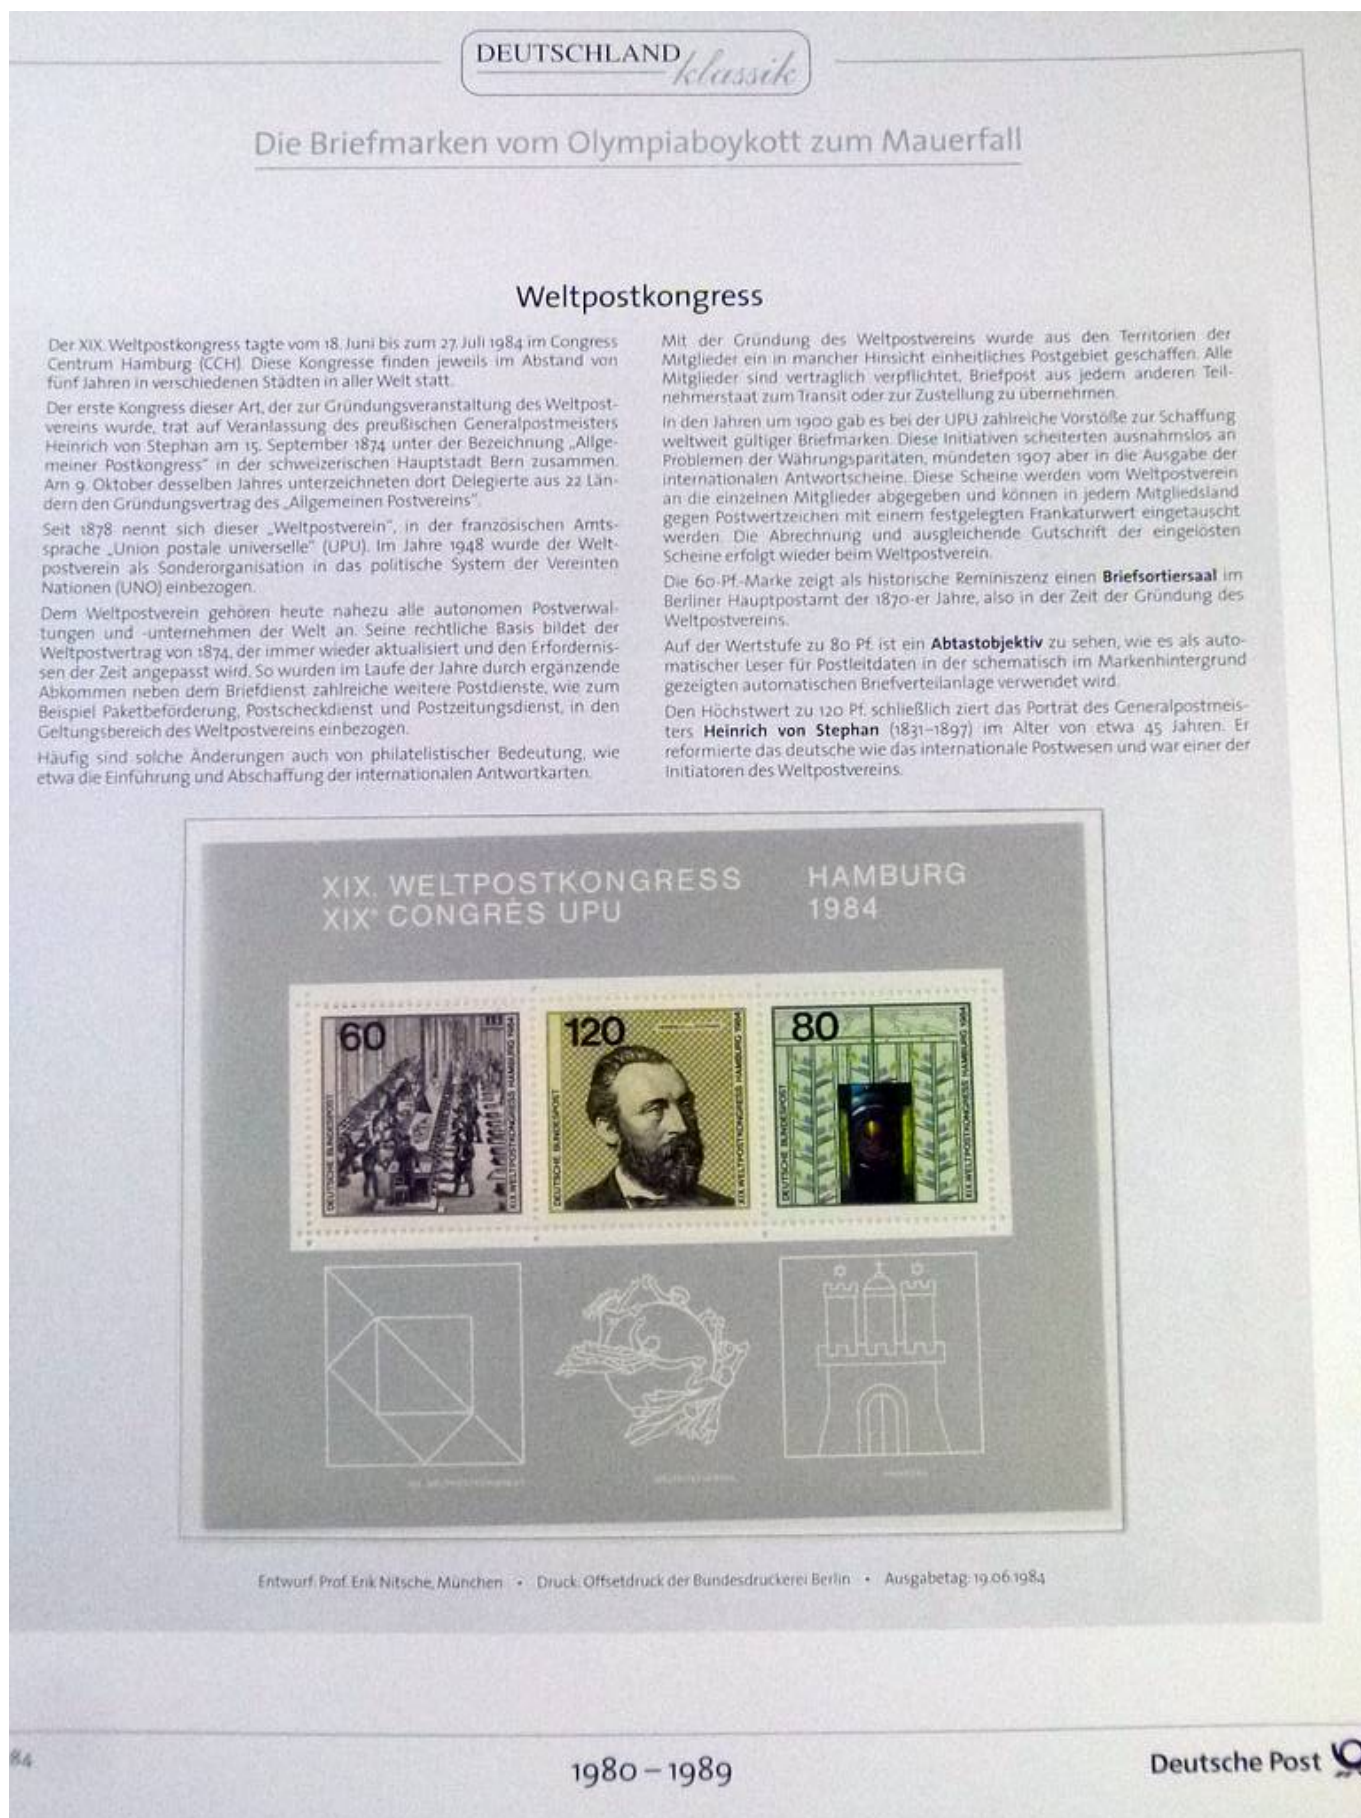 DEUTSCHLAND
klassik
Die Briefmarken vom Olympiaboykott zum Mauerfall
Weltpostkongress
Der XIX. Weltpostkongress tagte vom 18. Juni bis zum 27. Juli 1984 im Congress
Centrum Hamburg (CCH). Diese Kongresse finden jeweils im Abstand von
fünf Jahren in verschiedenen Städten in aller Welt statt.
Der erste Kongress dieser Art, der zur Gründungsveranstaltung des Weltpost-
vereins wurde, trat auf Veranlassung des preußischen Generalpostmeisters
Heinrich von Stephan am 15. September 1874 unter der Bezeichnung „Allge-
meiner Postkongress" in der schweizerischen Hauptstadt Bern zusammen.
Am 9. Oktober desselben Jahres unterzeichneten dort Delegierte aus 22 Län-
dern den Gründungsvertrag des „Allgemeinen Postvereins".
Seit 1878 nennt sich dieser „Weltpostverein", in der französischen Amts-
sprache „Union postale universelle" (UPU). Im Jahre 1948 wurde der Welt-
postverein als Sonderorganisation in das politische System der Vereinten
Nationen (UNO) einbezogen.
Dem Weltpostverein gehören heute nahezu alle autonomen Postverwal-
tungen und -unternehmen der Welt an. Seine rechtliche Basis bildet der
Weltpostvertrag von 1874, der immer wieder aktualisiert und den Erfordernis-
sen der Zeit angepasst wird. So wurden im Laufe der Jahre durch ergänzende
Abkommen neben dem Briefdienst zahlreiche weitere Postdienste, wie zum
Beispiel Paketbeförderung, Postscheckdienst und Postzeitungsdienst, in den
Geltungsbereich des Weltpostvereins einbezogen.
Häufig sind solche Änderungen auch von philatelistischer Bedeutung, wie
etwa die Einführung und Abschaffung der internationalen Antwortkarten.
Mit der Gründung des Weltpostvereins wurde aus den Territorien der
Mitglieder ein in mancher Hinsicht einheitliches Postgebiet geschaffen. Alle
Mitglieder sind vertraglich verpflichtet, Briefpost aus jedem anderen Teil-
nehmerstaat zum Transit oder zur Zustellung zu übernehmen.
In den Jahren um 1900 gab es bei der UPU zahlreiche Vorstöße zur Schaffung
weltweit gültiger Briefmarken. Diese Initiativen scheiterten ausnahmslos an
Problemen der Währungsparitäten, mündeten 1907 aber in die Ausgabe der
Internationalen Antwortscheine. Diese Scheine werden vom Weltpostverein
an die einzelnen Mitglieder abgegeben und können in jedem Mitgliedsland
gegen Postwertzeichen mit einem festgelegten Frankaturwert eingetauscht
werden. Die Abrechnung und ausgleichende Gutschrift der eingelösten
Scheine erfolgt wieder beim Weltpostverein.
Die 60-Pf.-Marke zeigt als historische Reminiszenz einen Briefsortiersaal im
Berliner Hauptpostamt der 1870-er Jahre, also in der Zeit der Gründung des
Weltpostvereins.
Auf der Wertstufe zu 80 Pf. ist ein Abtastobjektiv zu sehen, wie es als auto-
matischer Leser für Postleitdaten in der schematisch im Markenhintergrund
gezeigten automatischen Briefverteilanlage verwendet wird.
Den Höchstwert zu 120 Pf. schließlich ziert das Porträt des Generalpostmeis-
ters Heinrich von Stephan (1831–1897) im Alter von etwa 45 Jahren. Er
reformierte das deutsche wie das internationale Postwesen und war einer der
Initiatoren des Weltpostvereins.
XIX. WELTPOSTKONGRESS HAMBURG
XIXe CONGRÈS UPU 1984
60
DEUTSCHE BUNDESPOST
XIX.WELTPOSTKONGRESS HAMBURG 1984
120
DEUTSCHE BUNDESPOST
XIX.WELTPOSTKONGRESS HAMBURG 1984
80
DEUTSCHE BUNDESPOST
XIX.WELTPOSTKONGRESS HAMBURG 1984
Entwurf: Prof. Erik Nitsche, München • Druck: Offsetdruck der Bundesdruckerei Berlin • Ausgabetag: 19.06.1984
84
1980 – 1989
Deutsche Post